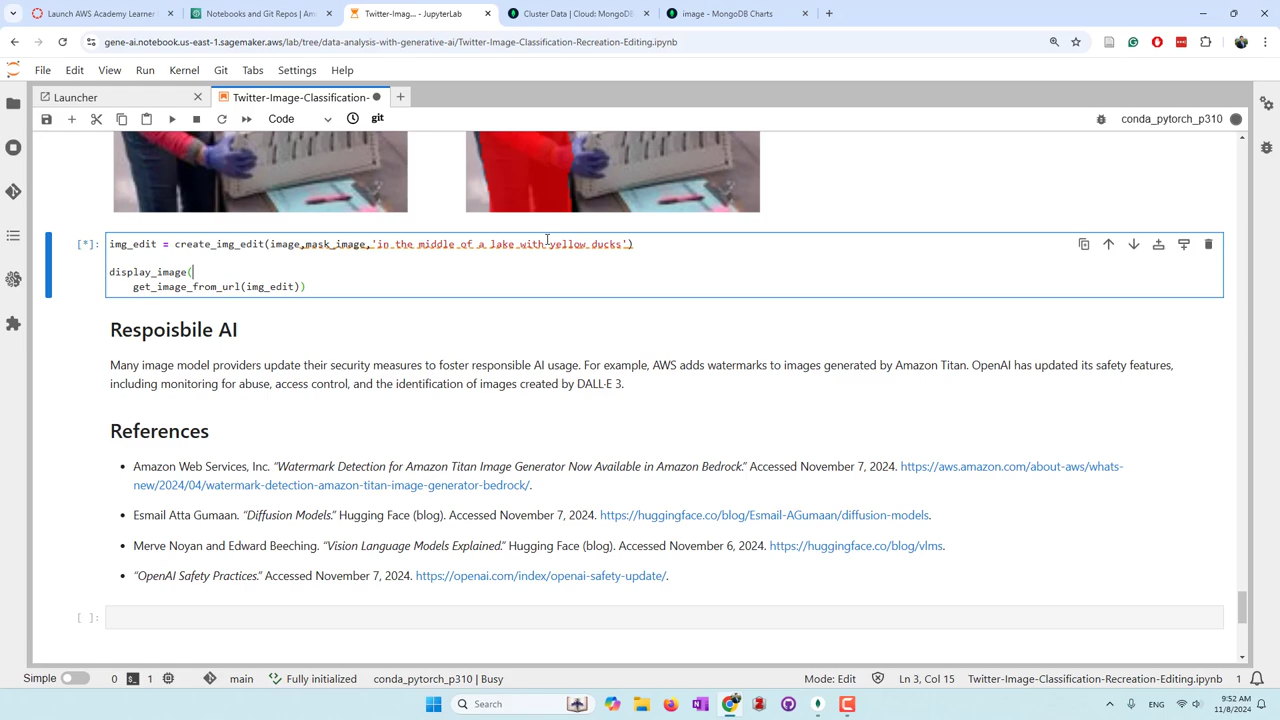 Launch AWS Academy Learner
Notebooks and Git Repos | Am
Twitter-Imag... - JupyterLab
Cluster Data | Cloud: MongoDB
image - MongoDB Charts
gene-ai.notebook.us-east-1.sagemaker.aws/lab/tree/data-analysis-with-generative-ai/Twitter-Image-Classification-Recreation-Editing.ipynb
File Edit View Run Kernel Git Tabs Settings Help
Launcher
Twitter-Image-Classification-
Code
git
conda_pytorch_p310
[*]: img_edit = create_img_edit(image,mask_image,'in the middle of a lake with yellow ducks')
display_image(
get_image_from_url(img_edit))
Respoisbile AI
Many image model providers update their security measures to foster responsible AI usage. For example, AWS adds watermarks to images generated by Amazon Titan. OpenAI has updated its safety features,
including monitoring for abuse, access control, and the identification of images created by DALL·E 3.
References
• Amazon Web Services, Inc. “Watermark Detection for Amazon Titan Image Generator Now Available in Amazon Bedrock.” Accessed November 7, 2024. https://aws.amazon.com/about-aws/whats-
new/2024/04/watermark-detection-amazon-titan-image-generator-bedrock/.
• Esmail Atta Gumaan. “Diffusion Models.” Hugging Face (blog). Accessed November 7, 2024. https://huggingface.co/blog/Esmail-AGumaan/diffusion-models.
• Merve Noyan and Edward Beeching. “Vision Language Models Explained.” Hugging Face (blog). Accessed November 6, 2024. https://huggingface.co/blog/vlms.
• “OpenAI Safety Practices.” Accessed November 7, 2024. https://openai.com/index/openai-safety-update/.
[ ]:
Simple 0 1 main Fully initialized conda_pytorch_p310 | Busy Mode: Edit Ln 3, Col 15 Twitter-Image-Classification-Recreation-Editing.ipynb 1
Search
ENG
9:52 AM
11/8/2024